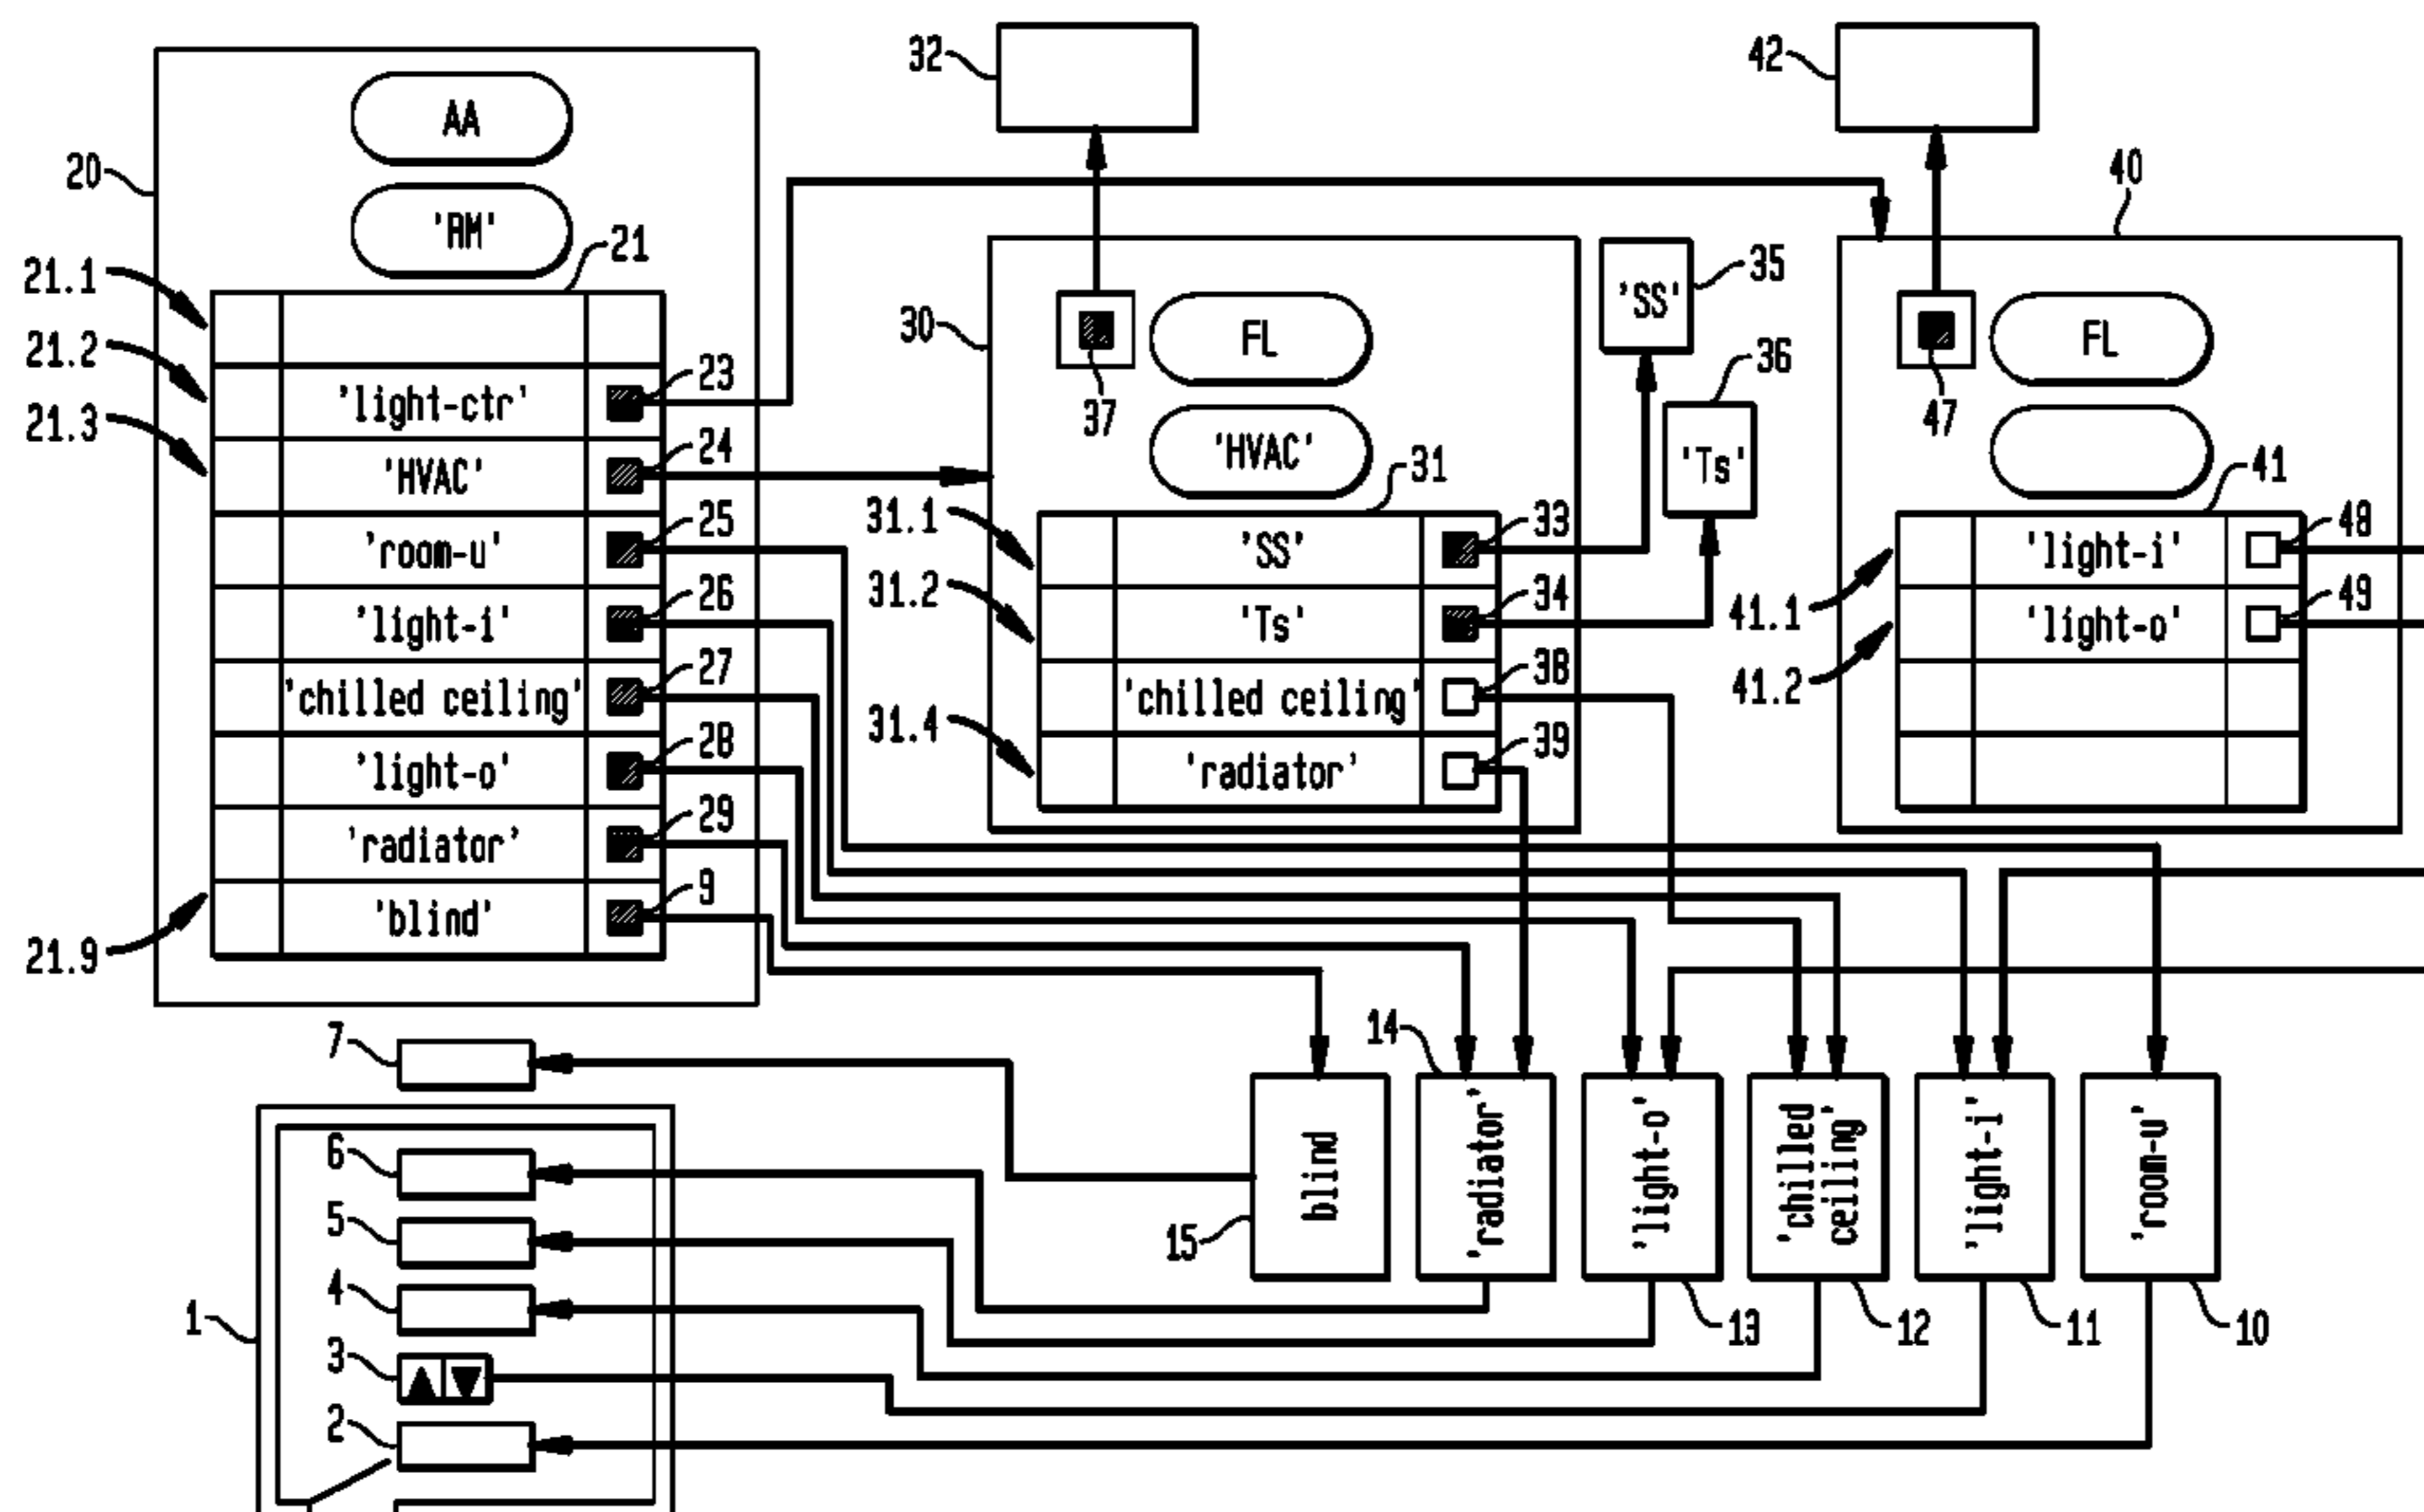 32
42
AA
20
40
'AM'
21
35
21.1
'SS'
30
FL
FL
36
21.2
23
'light-ctr'
37
47
21.3
24
'HVAC'
'HVAC'
'Ts'
31
41
25
31.1
33
48
'room-u'
'SS'
'light-i'
26
31.2
34
49
'light-i'
'Ts'
41.1
'light-o'
27
38
'chilled ceiling'
'chilled ceiling'
41.2
28
31.4
39
'light-o'
'radiator'
29
'radiator'
9
'blind'
21.9
7
14
6
blind
'radiator'
'light-o'
'chilled
ceiling'
'light-i'
'room-u'
5
15
4
1
13
12
11
10
3
2